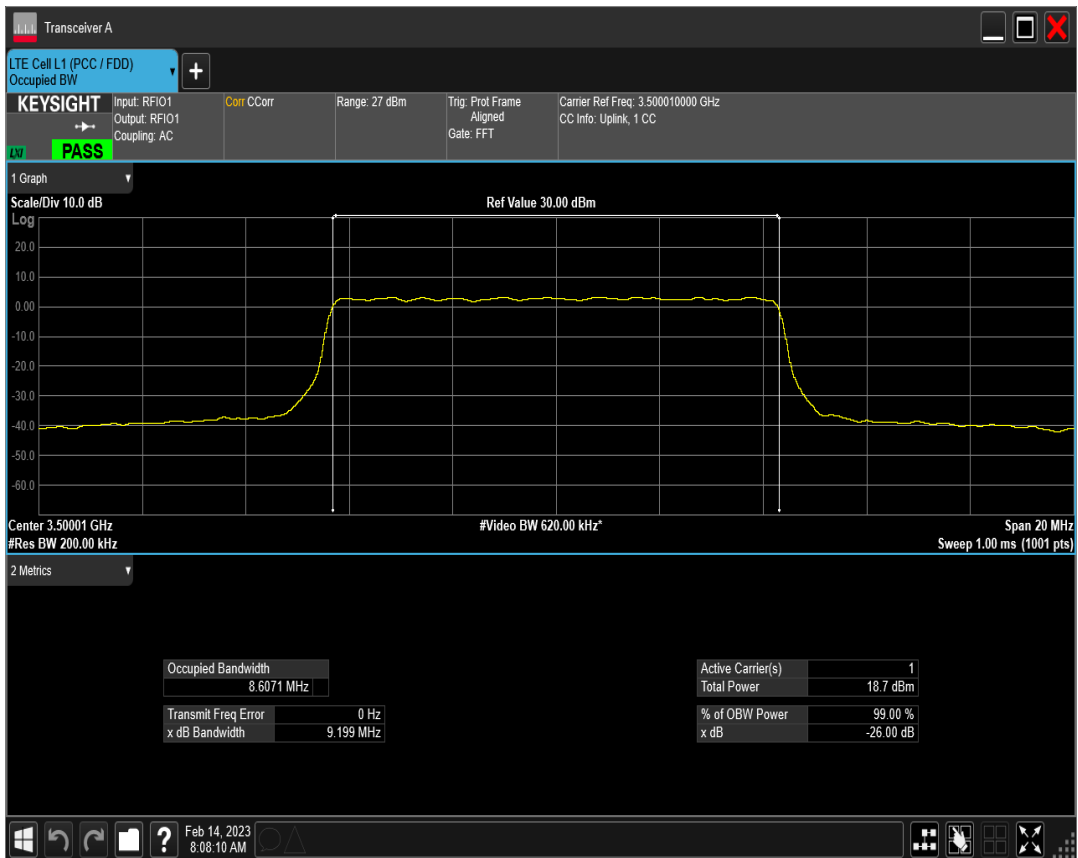 Transceiver A
LTE Cell L1 (PCC / FDD)
Occupied BW
+
KEYSIGHT
LXI
PASS
Input: RFIO1
Output: RFIO1
Coupling: AC
Corr CCorr
Range: 27 dBm
Trig: Prot Frame
Aligned
Gate: FFT
Carrier Ref Freq: 3.500010000 GHz
CC Info: Uplink, 1 CC
1 Graph
Scale/Div 10.0 dB
Ref Value 30.00 dBm
Log
20.0
10.0
0.00
-10.0
-20.0
-30.0
-40.0
-50.0
-60.0
Center 3.50001 GHz
#Video BW 620.00 kHz*
Span 20 MHz
#Res BW 200.00 kHz
Sweep 1.00 ms (1001 pts)
2 Metrics
Occupied Bandwidth
8.6071 MHz
Transmit Freq Error 0 Hz
x dB Bandwidth 9.199 MHz
Active Carrier(s) 1
Total Power 18.7 dBm
% of OBW Power 99.00 %
x dB -26.00 dB
?
Feb 14, 2023
8:08:10 AM